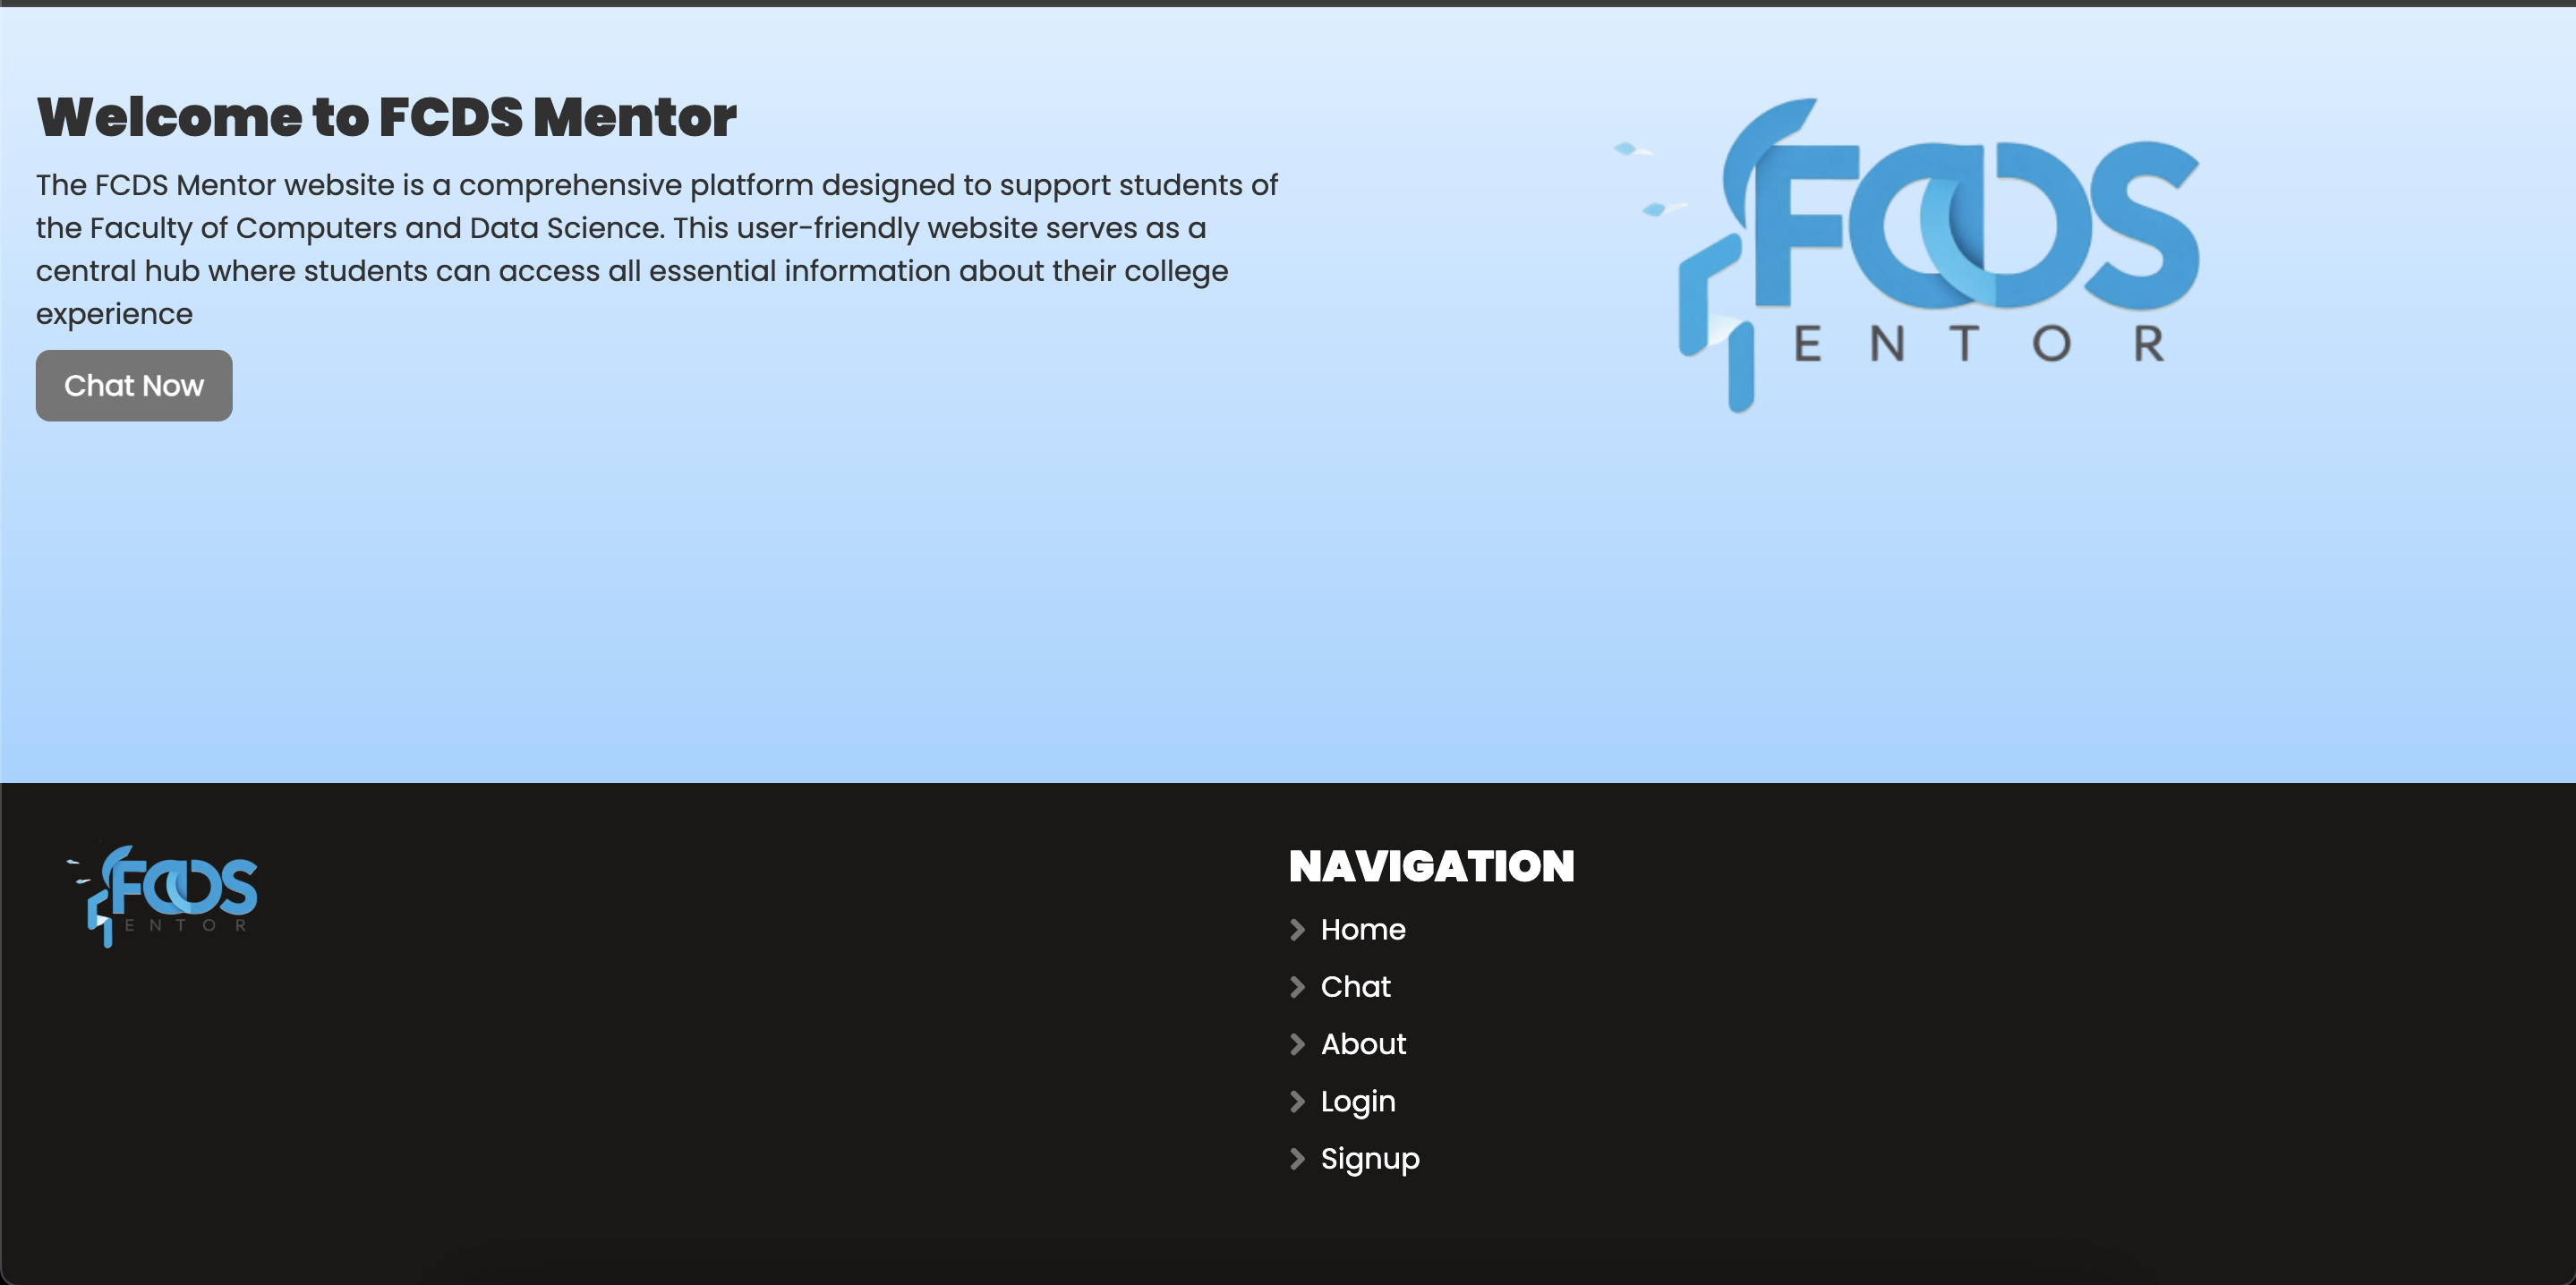 Welcome to FCDS Mentor
The FCDS Mentor website is a comprehensive platform designed to support students of
the Faculty of Computers and Data Science. This user-friendly website serves as a
central hub where students can access all essential information about their college
experience
Chat Now
FCDS
ENTOR
FCDS
ENTOR
NAVIGATION
Home
Chat
About
Login
Signup